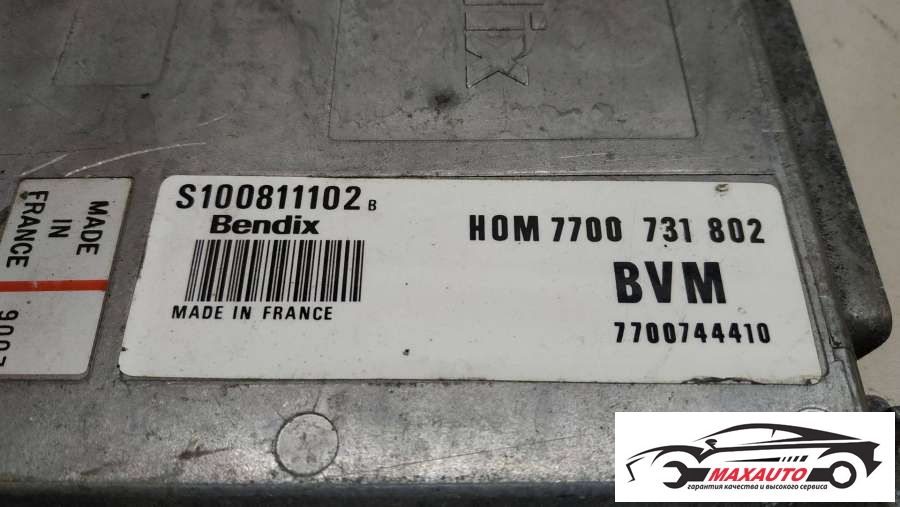 S100811102 B
Bendix
MADE IN FRANCE
HOM 7700 731 802
BVM
7700744410
MADE
IN
FRANCE
MAXAUTO
гарантия качества и высокого сервиса